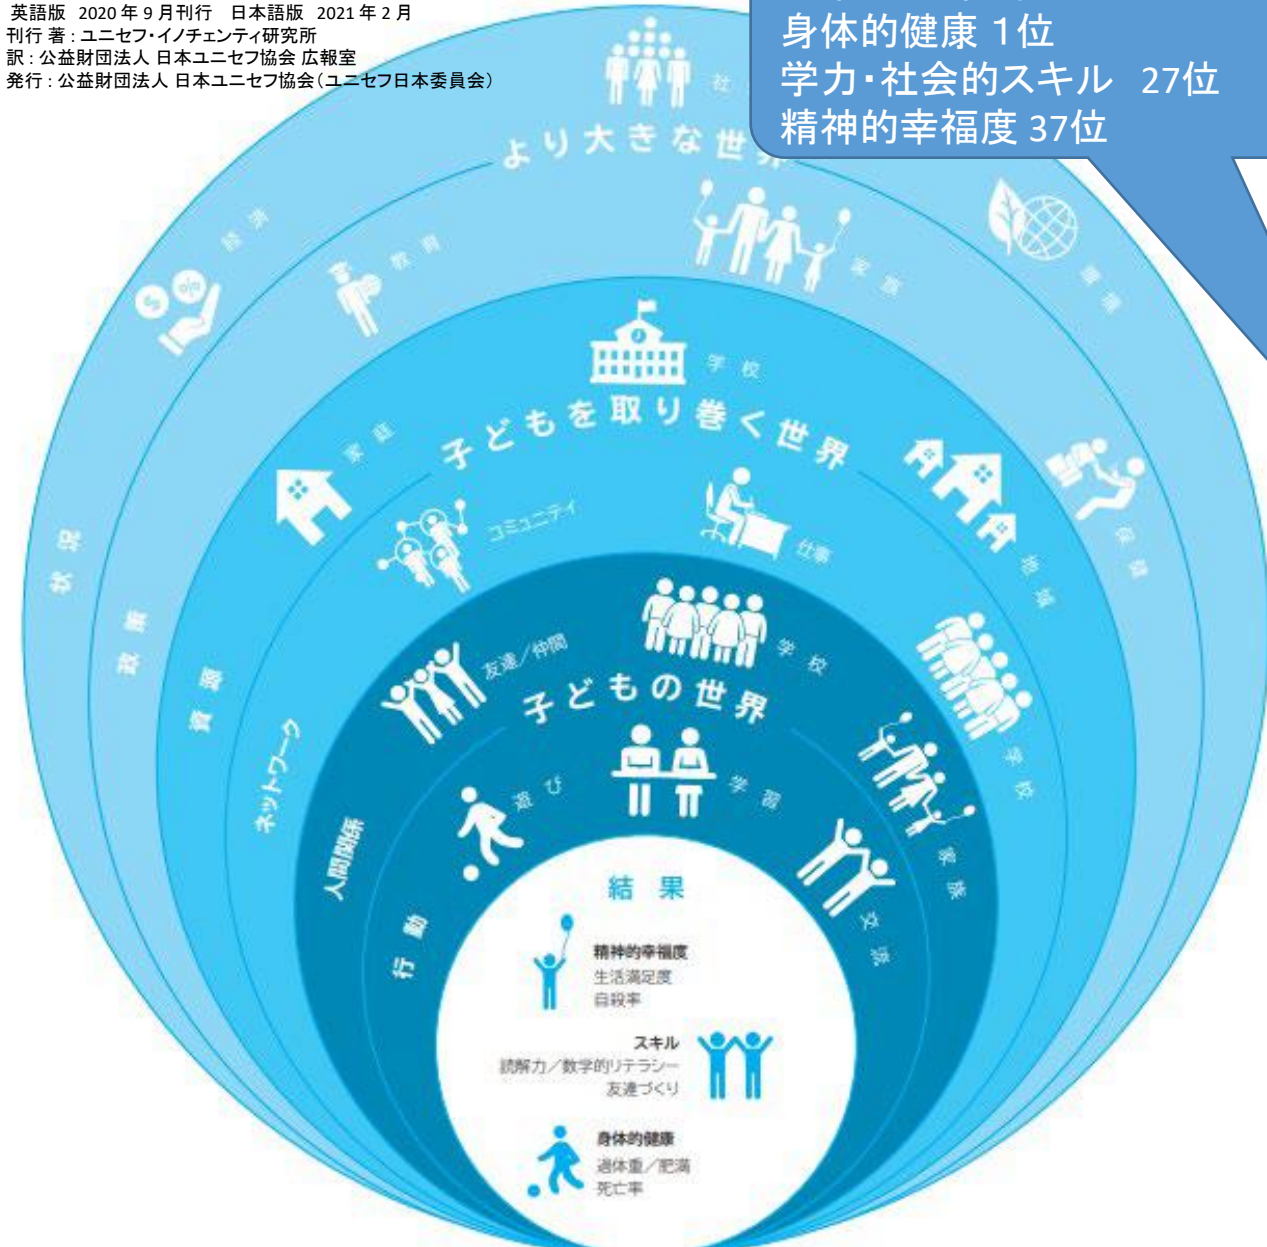 英語版 2020年9月刊行 日本語版 2021年2月
刊行 著：ユニセフ・イノチェンティ研究所
訳：公益財団法人 日本ユニセフ協会 広報室
発行：公益財団法人 日本ユニセフ協会（ユニセフ日本委員会）
身体的健康 1位
学力・社会的スキル 27位
精神的幸福度 37位
社
より大きな世界
経済
教育
家族
環境
学校
子どもを取り巻く世界
家庭
コミュニティ
仕事
地域
保健
状況
政策
資源
ネットワーク
人間関係
行動
友達／仲間
学校
学校
子どもの世界
遊び
学習
家族
交流
結果
精神的幸福度
生活満足度
自殺率
スキル
読解力／数学的リテラシー
友達づくり
身体的健康
過体重／肥満
死亡率